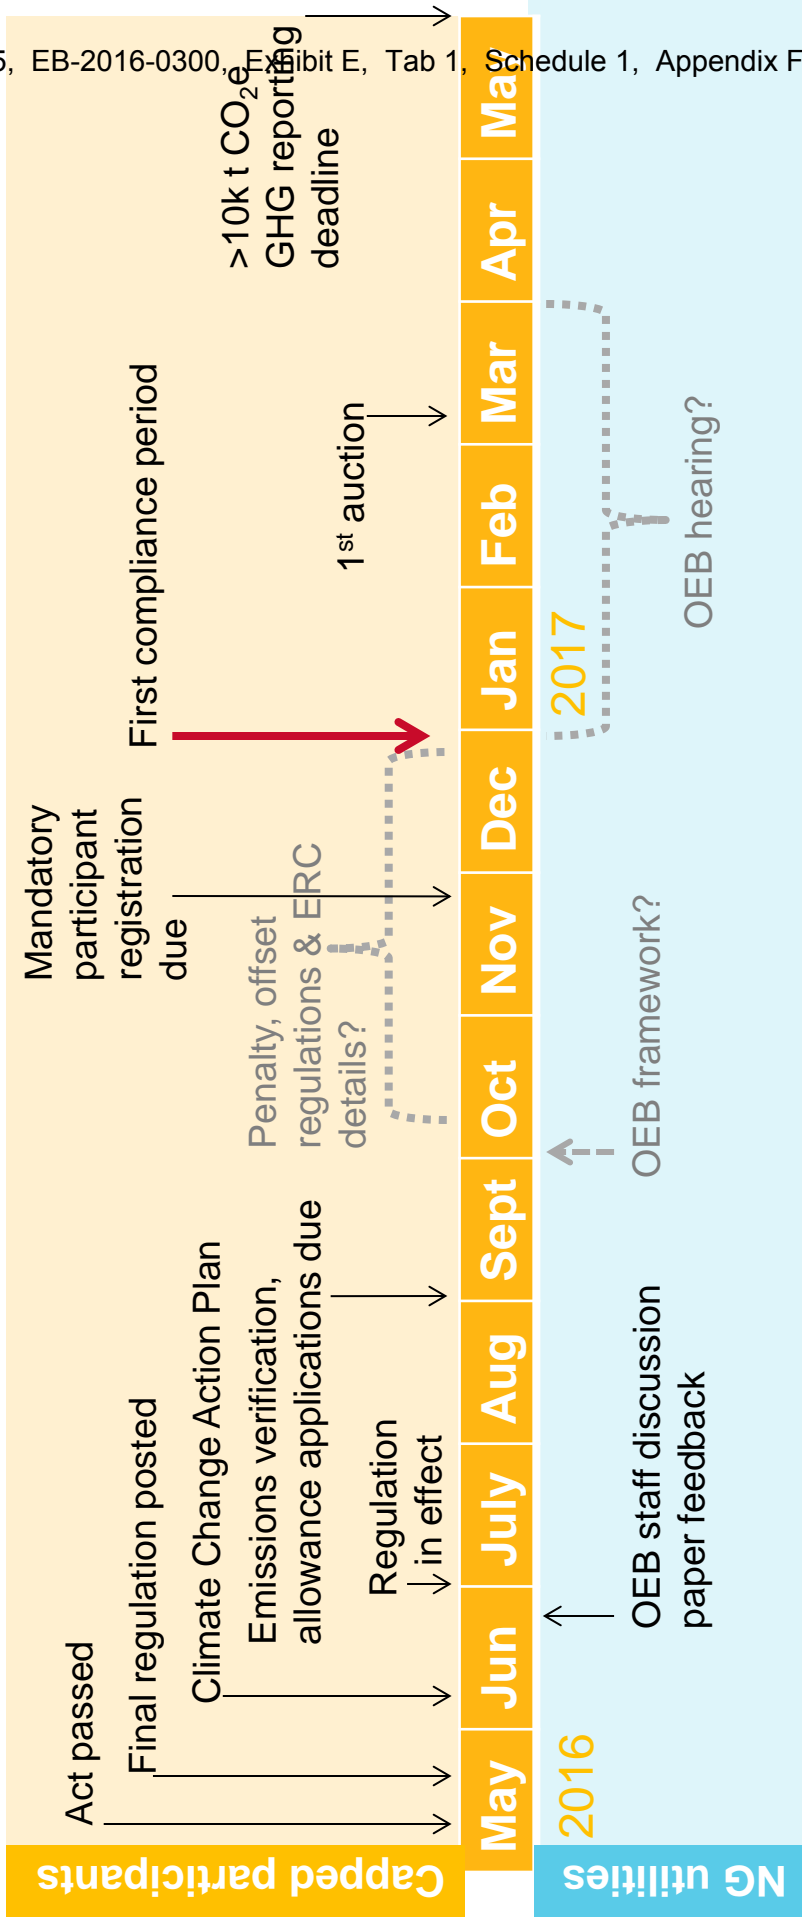 5, EB-2016-0300, Exhibit E, Tab 1, Schedule 1, Appendix F
Capped participants
Act passed
Final regulation posted
Climate Change Action Plan
Emissions verification,
allowance applications due
Regulation
in effect
Penalty, offset
regulations & ERC
details?
Mandatory
participant
registration
due
First compliance period
1st auction
>10k t CO₂e
GHG reporting
deadline
May
Jun
July
Aug
Sept
Oct
Nov
Dec
Jan
Feb
Mar
Apr
May
2016
2017
NG utilities
OEB staff discussion
paper feedback
OEB framework?
OEB hearing?